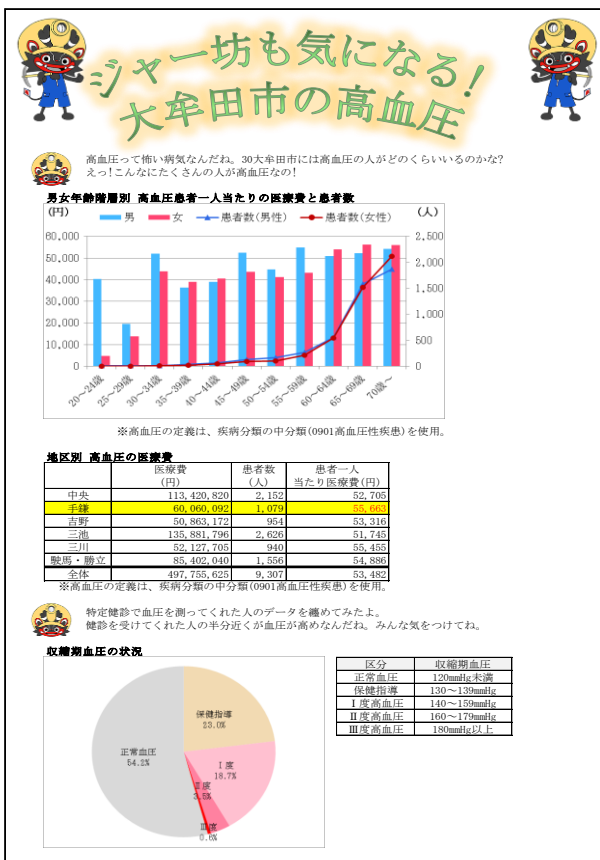 ジャー坊も気になる!
大牟田市の高血圧
高血圧って怖い病気なんだね。30大牟田市には高血圧の人がどのくらいいるのかな?
えっ!こんなにたくさんの人が高血圧なの!
男女年齢階層別 高血圧患者一人当たりの医療費と患者数
(円) 男 女 患者数(男性) 患者数(女性) (人)
60,000 2,500
50,000 2,000
40,000 1,500
30,000
20,000 1,000
10,000 500
0 0
20～24歳 25～29歳 30～34歳 35～39歳 40～44歳 45～49歳 50～54歳 55～59歳 60～64歳 65～69歳 70歳～
※高血圧の定義は、疾病分類の中分類(0901高血圧性疾患)を使用。
地区別 高血圧の医療費
医療費 患者数 患者一人
(円) (人) 当たり医療費(円)
中央 113,420,820 2,152 52,705
手鎌 60,060,092 1,079 55,663
吉野 50,863,172 954 53,316
三池 135,881,796 2,626 51,745
三川 52,127,705 940 55,455
駛馬・勝立 85,402,040 1,556 54,886
全体 497,755,625 9,307 53,482
※高血圧の定義は、疾病分類の中分類(0901高血圧性疾患)を使用。
特定健診で血圧を測ってくれた人のデータを纏めてみたよ。
健診を受けてくれた人の半分近くが血圧が高めなんだね。みんな気をつけてね。
収縮期血圧の状況
保健指導
23.0%
Ⅰ度
18.7%
Ⅱ度
3.5%
Ⅲ度
0.6%
正常血圧
54.2%
区分 収縮期血圧
正常血圧 120mmHg未満
保健指導 130～139mmHg
Ⅰ度高血圧 140～159mmHg
Ⅱ度高血圧 160～179mmHg
Ⅲ度高血圧 180mmHg以上